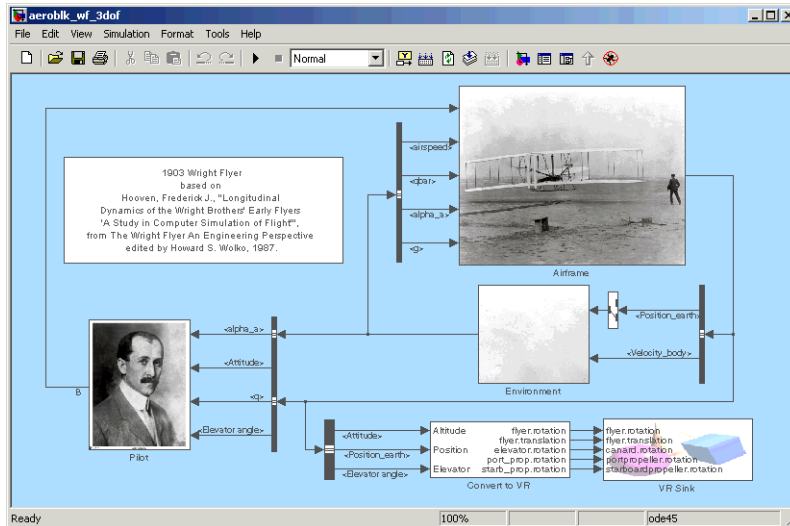 aeroblk_wf_3dof
File Edit View Simulation Format Tools Help
Normal
1903 Wright Flyer
based on
Hooven, Frederick J., "Longitudinal
Dynamics of the Wright Brothers' Early Flyers
'A Study in Computer Simulation of Flight'",
from The Wright Flyer An Engineering Perspective
edited by Howard S. Wolko, 1987.
<airspeed>
<qbar>
<alpha_a>
<g>
Airframe
<Position_earth>
<Velocity_body>
Environment
<alpha_a>
<Attitude>
<q>
<Elevator angle>
B
Pilot
<Attitude>
<Position_earth>
<Elevator angle>
Altitude
Position
Elevator
flyer.rotation
flyer.translation
elevator.rotation
port_prop.rotation
starb_prop.rotation
Convert to VR
flyer.rotation
flyer.translation
canard.rotation
portpropeller.rotation
starboardpropeller.rotation
VR Sink
Ready 100% ode45